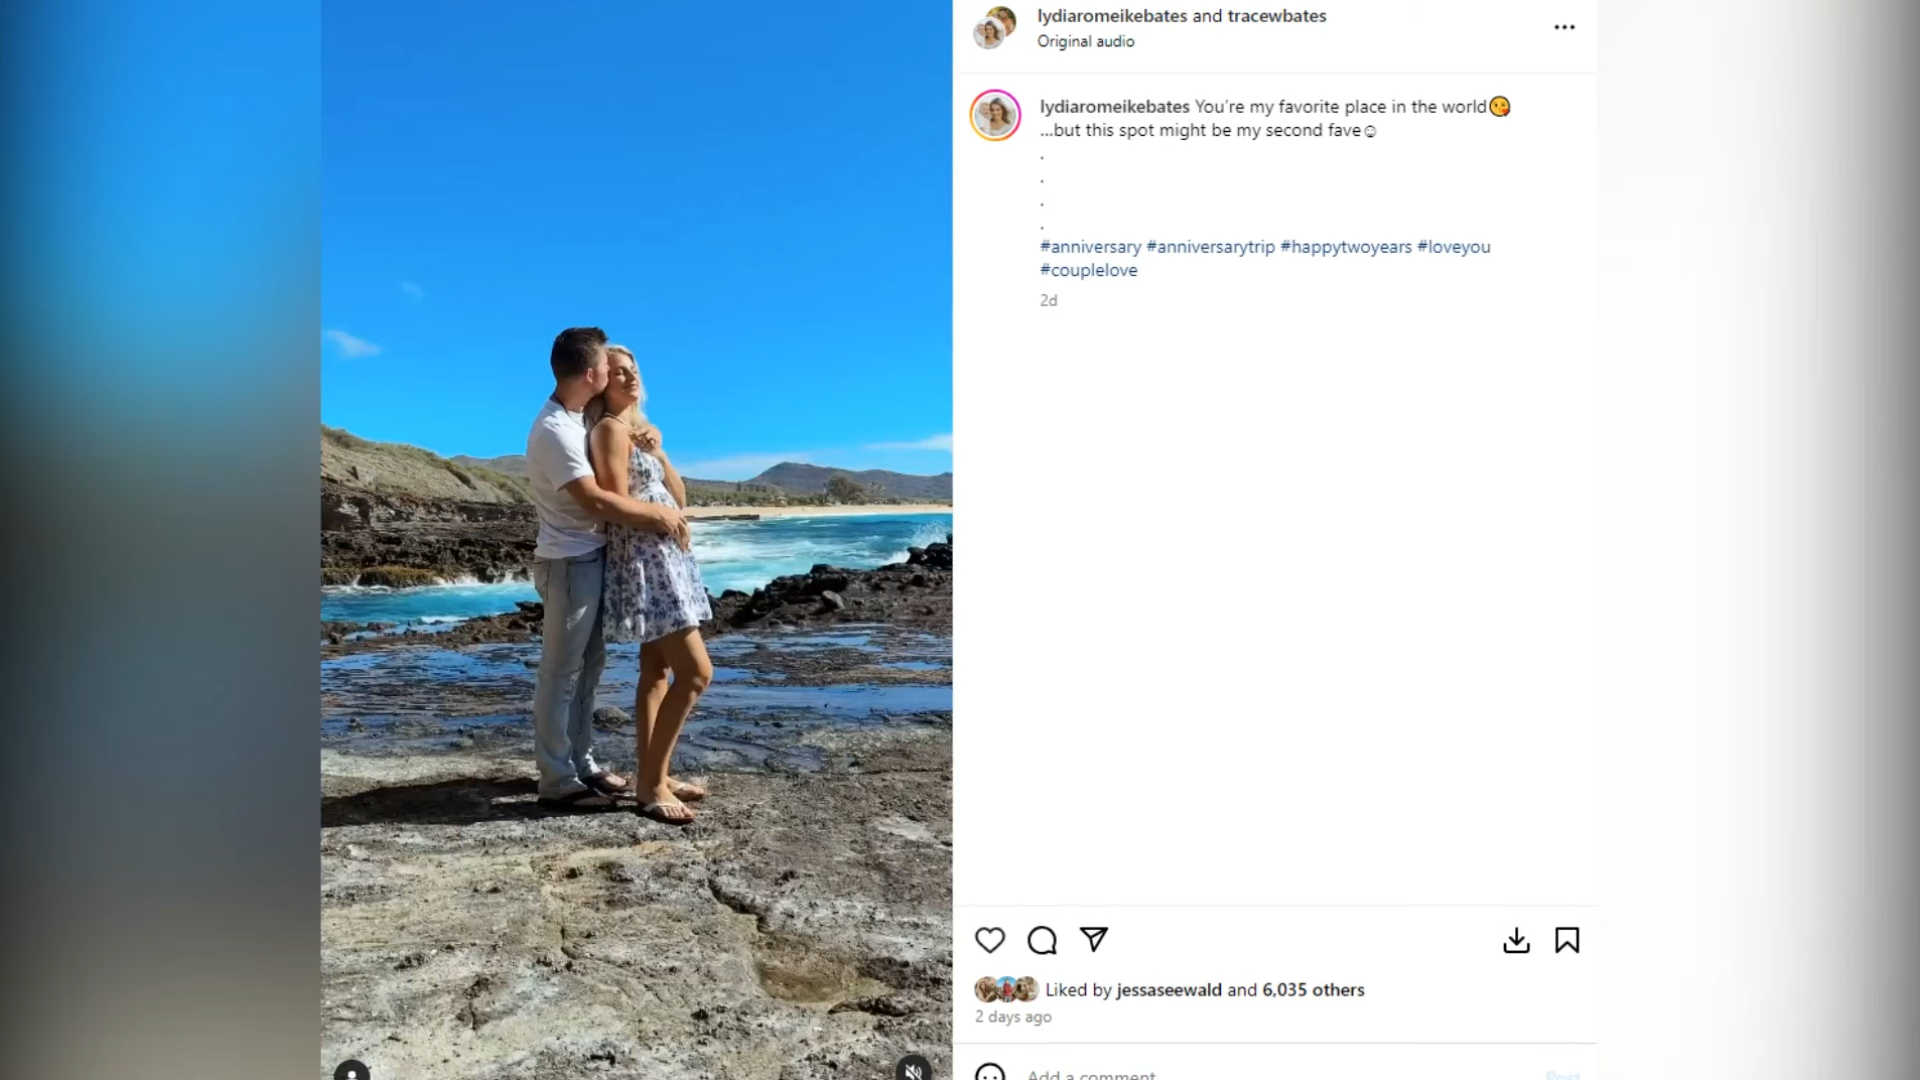 lydiaromeikebates and tracewbates
Original audio
lydiaromeikebates You’re my favorite place in the world😘
...but this spot might be my second fave☺
.
.
.
.
#anniversary #anniversarytrip #happytwoyears #loveyou
#couplelove
2d
Liked by jessaseewald and 6,035 others
2 days ago
Add a comment...
Post